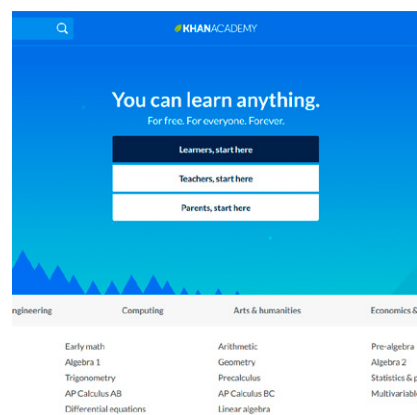 KHANACADEMY
You can learn anything.
For free. For everyone. Forever.
Learners, start here
Teachers, start here
Parents, start here
ngineering Computing Arts & humanities Economics &
Early math Arithmetic Pre-algebra
Algebra 1 Geometry Algebra 2
Trigonometry Precalculus Statistics & p
AP Calculus AB AP Calculus BC Multivariabl
Differential equations Linear algebra